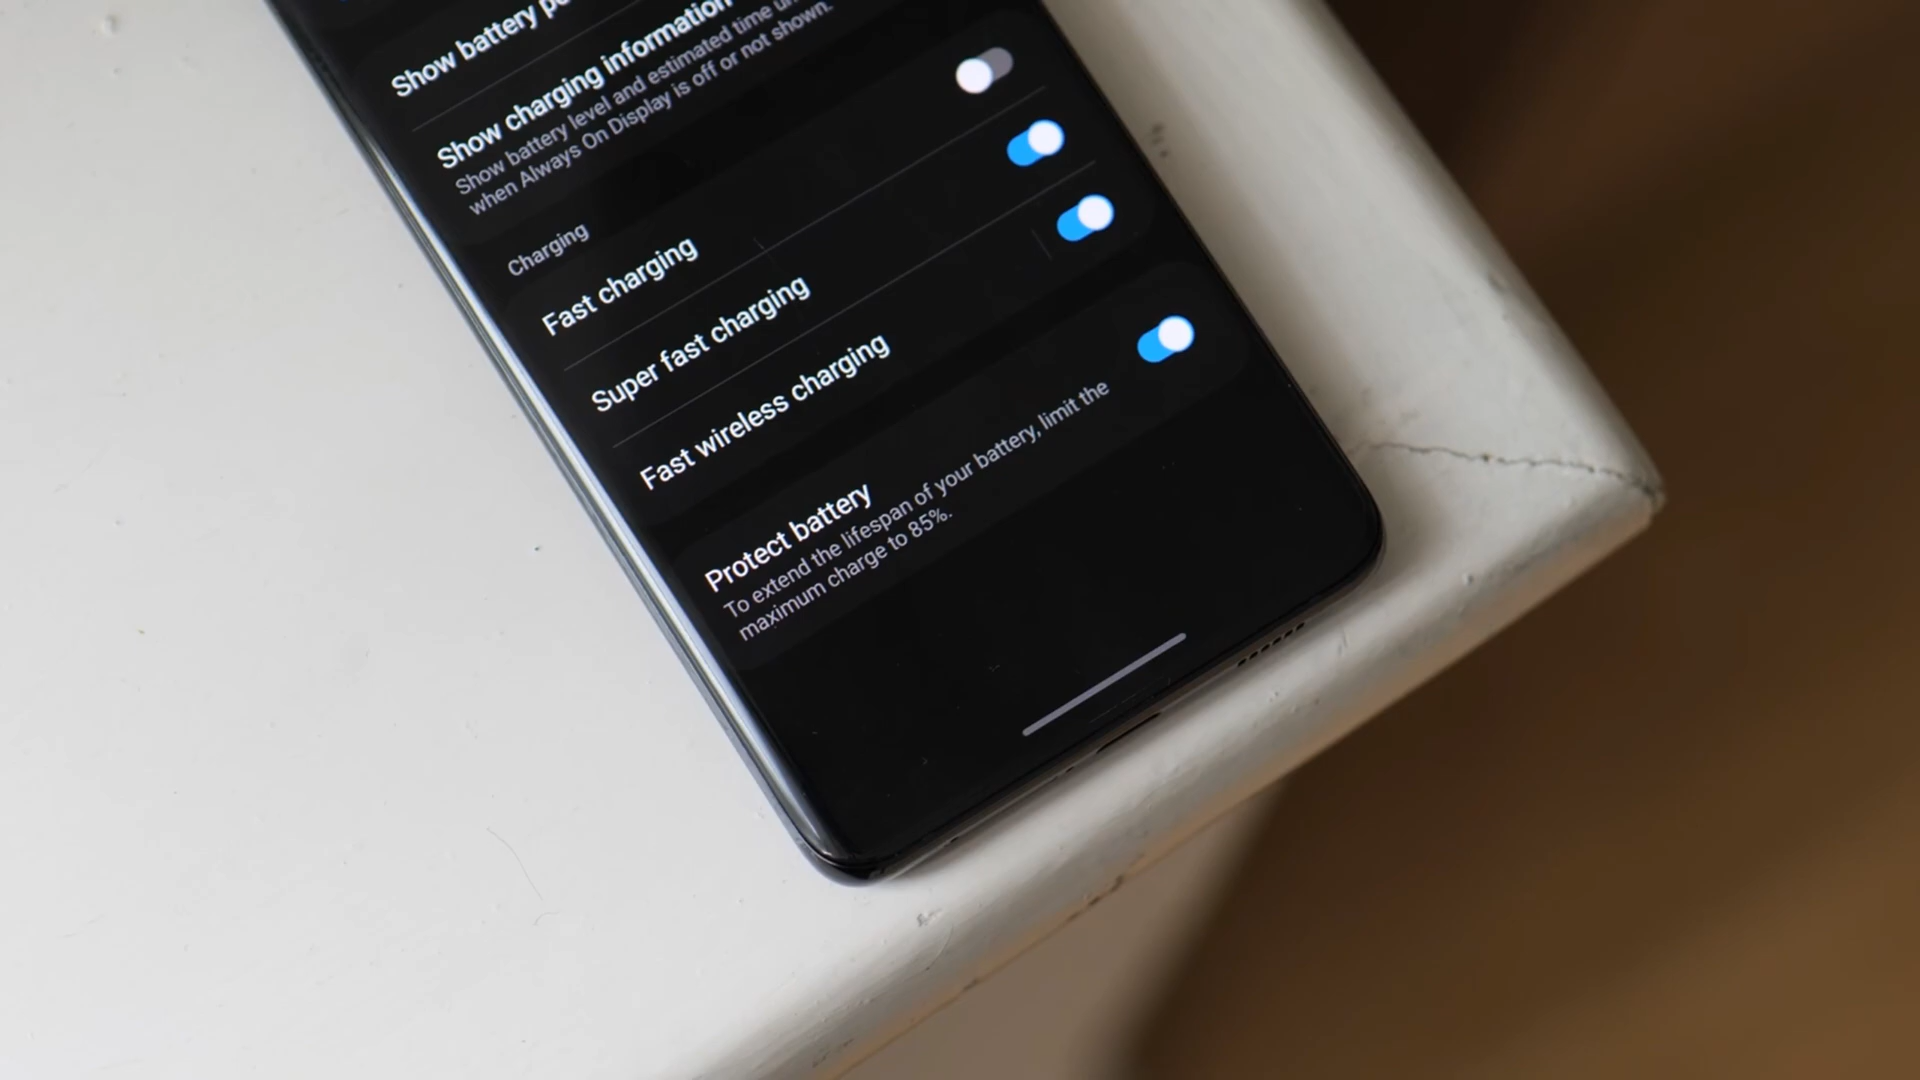 Show battery
Show charging information
Show battery level and estimated time
when Always On Display is off or not shown.
Charging
Fast charging
Super fast charging
Fast wireless charging
Protect battery
To extend the lifespan of your battery, limit the
maximum charge to 85%.